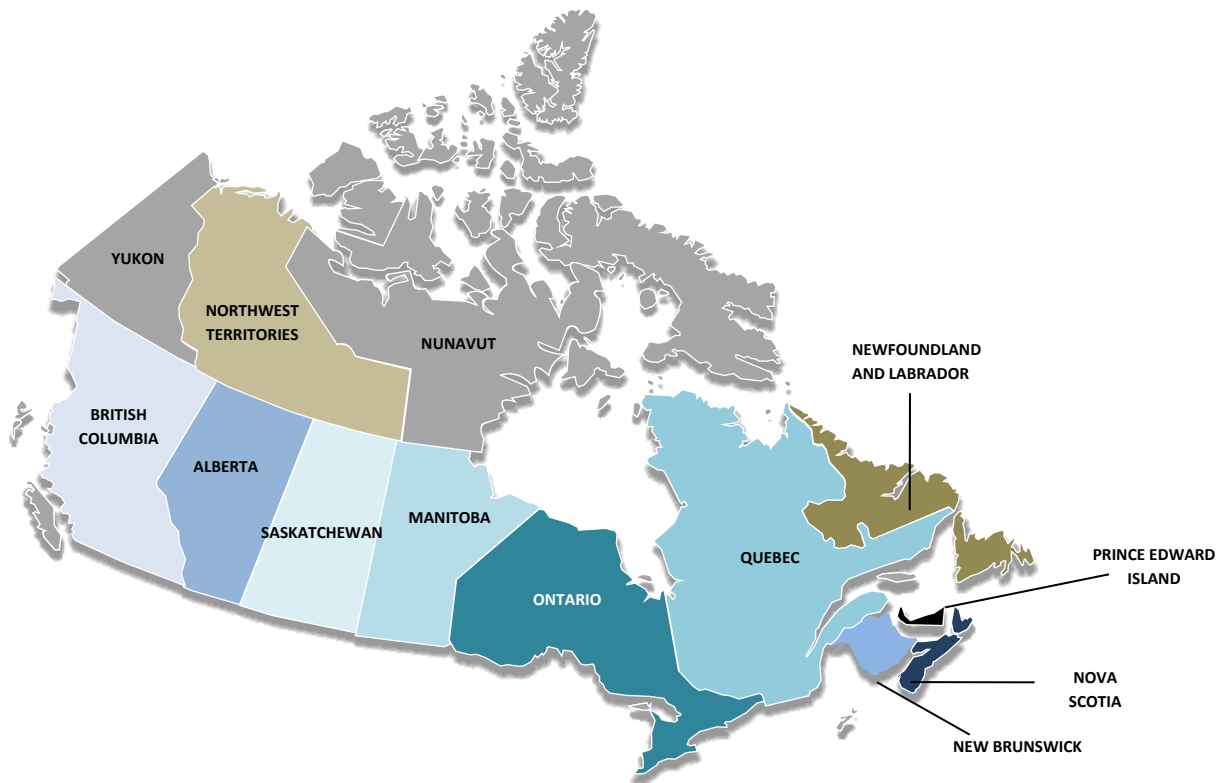 YUKON
NORTHWEST
TERRITORIES
NUNAVUT
NEWFOUNDLAND
AND LABRADOR
BRITISH
COLUMBIA
ALBERTA
SASKATCHEWAN
MANITOBA
ONTARIO
QUEBEC
PRINCE EDWARD
ISLAND
NOVA
SCOTIA
NEW BRUNSWICK